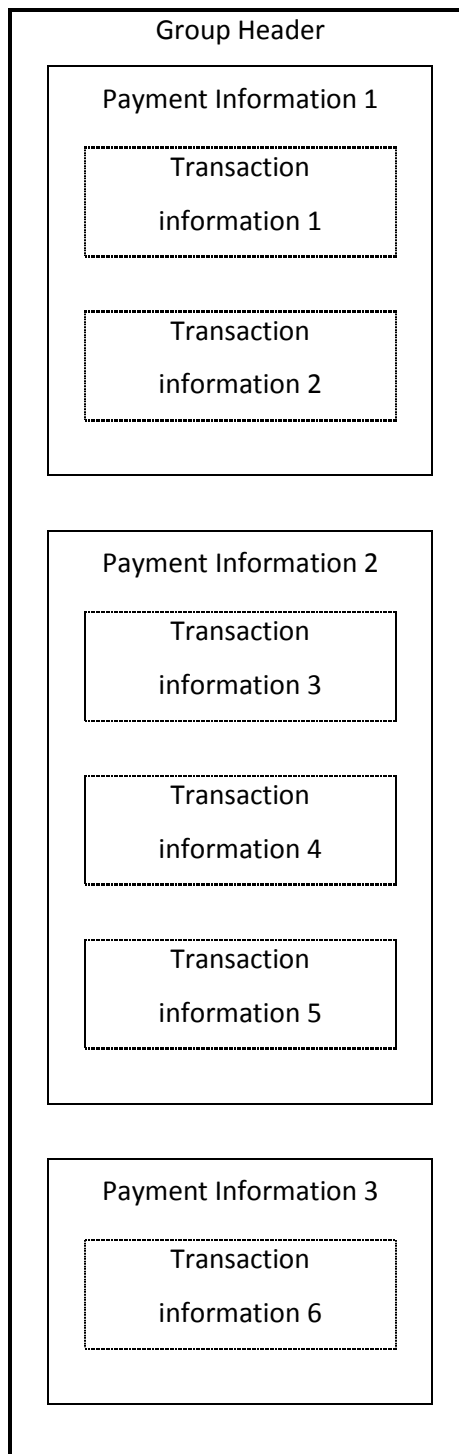 Group Header
Payment Information 1
Transaction
information 1
Transaction
information 2
Payment Information 2
Transaction
information 3
Transaction
information 4
Transaction
information 5
Payment Information 3
Transaction
information 6